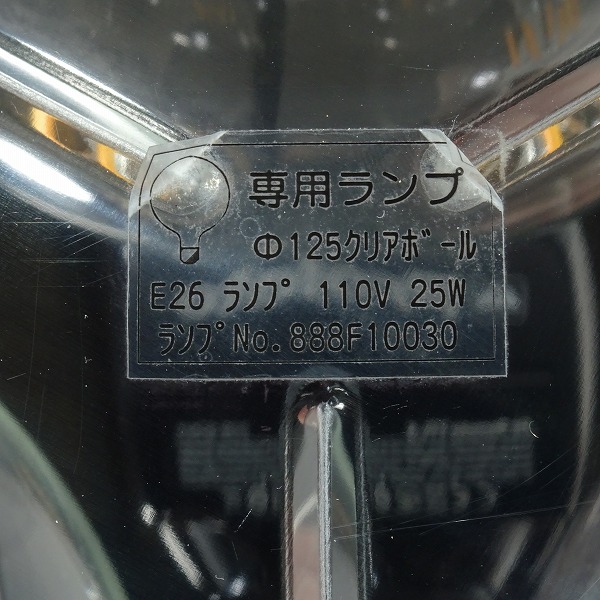 専用ランプ
Φ125クリアボール
E26 ランプ 110V 25W
ランプNo.888F10030